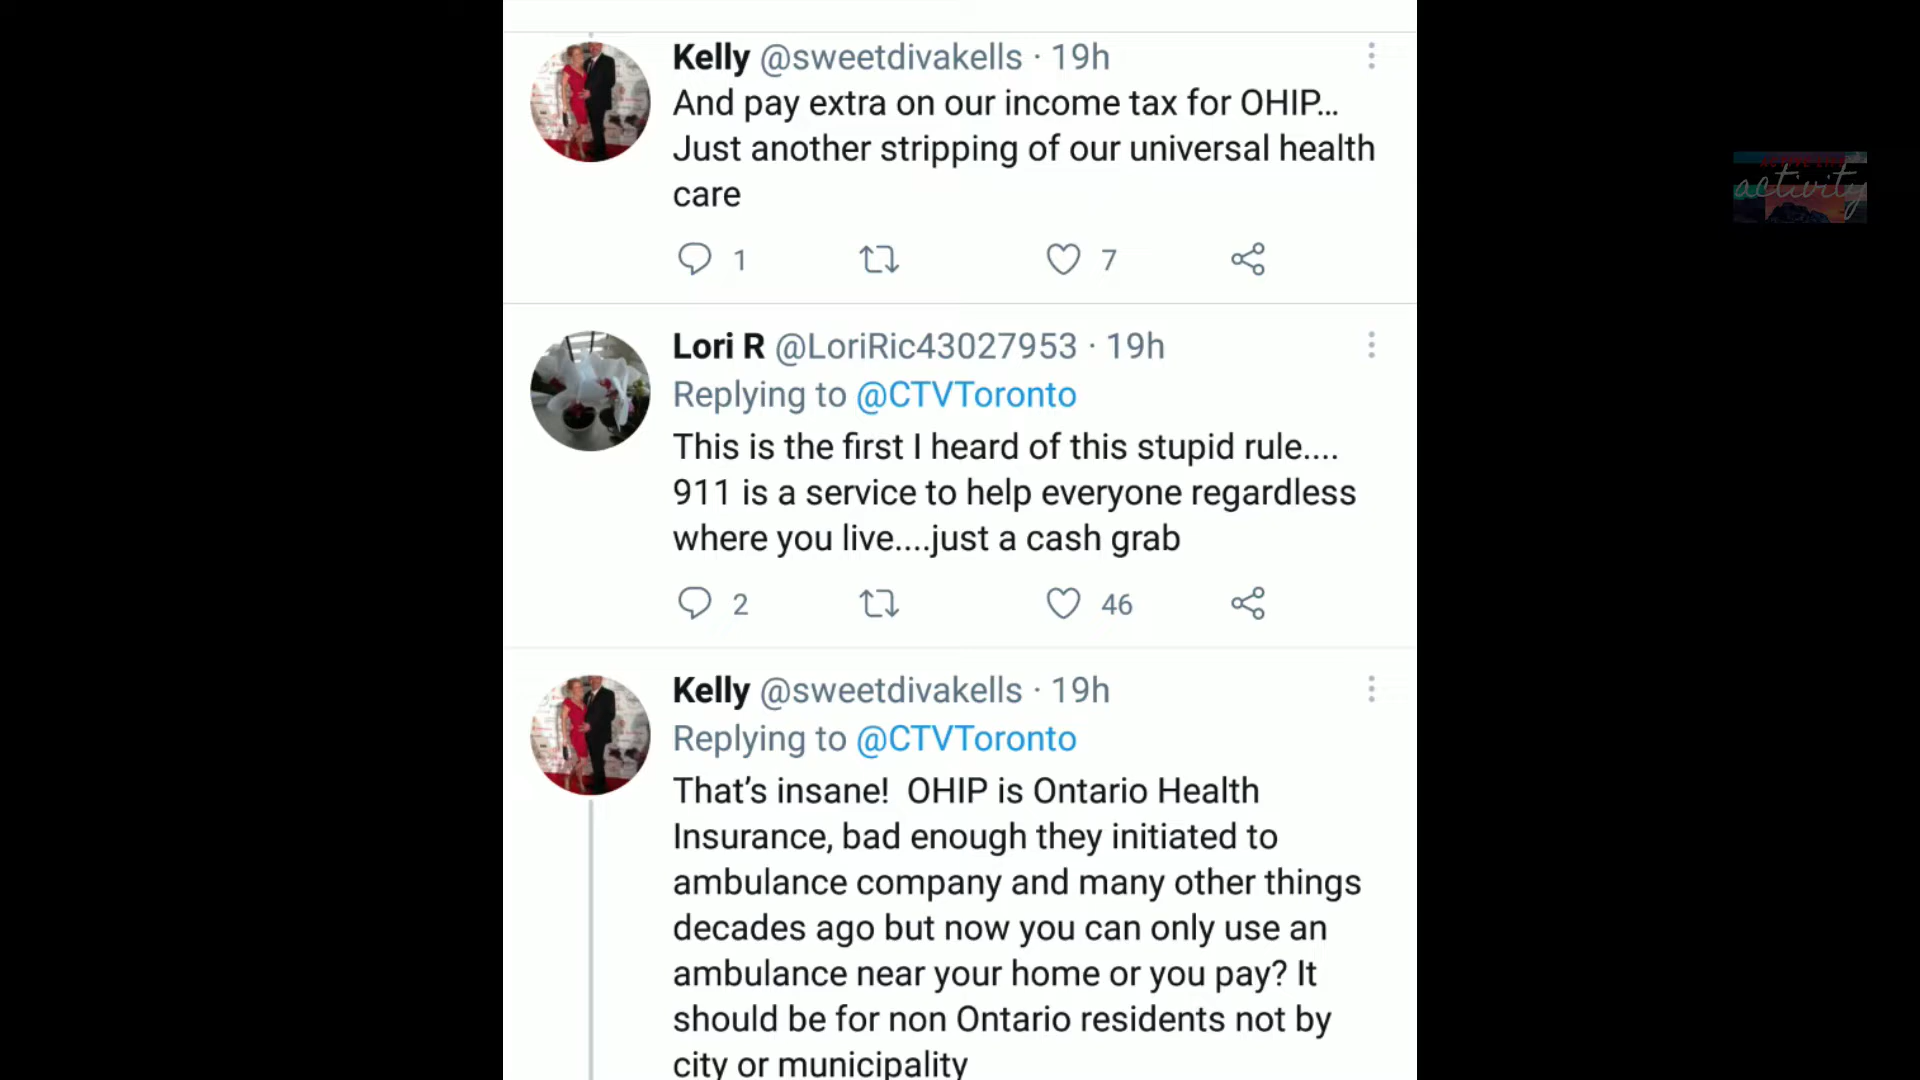 Kelly @sweetdivakells · 19h
And pay extra on our income tax for OHIP...
Just another stripping of our universal health
care
1 7
Lori R @LoriRic43027953 · 19h
Replying to @CTVToronto
This is the first I heard of this stupid rule....
911 is a service to help everyone regardless
where you live....just a cash grab
2 46
Kelly @sweetdivakells · 19h
Replying to @CTVToronto
That’s insane!  OHIP is Ontario Health
Insurance, bad enough they initiated to
ambulance company and many other things
decades ago but now you can only use an
ambulance near your home or you pay? It
should be for non Ontario residents not by
city or municipality
activity